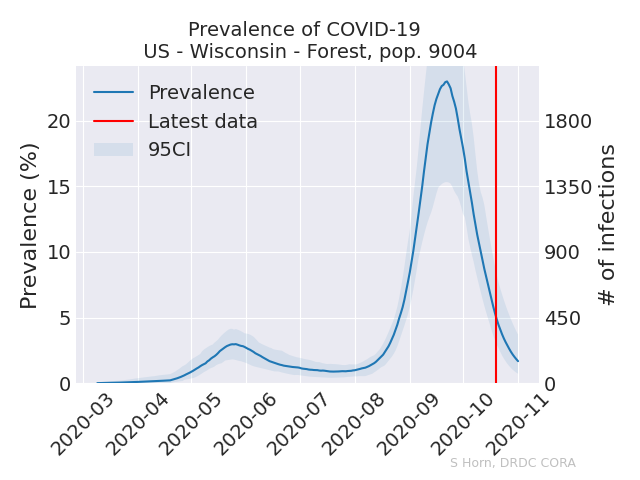 Prevalence of COVID-19
US - Wisconsin - Forest, pop. 9004
Prevalence
Latest data
95CI
Prevalence (%)
20
15
10
5
0
1800
1350
900
450
0
# of infections
2020-03
2020-04
2020-05
2020-06
2020-07
2020-08
2020-09
2020-10
2020-11
S Horn, DRDC CORA